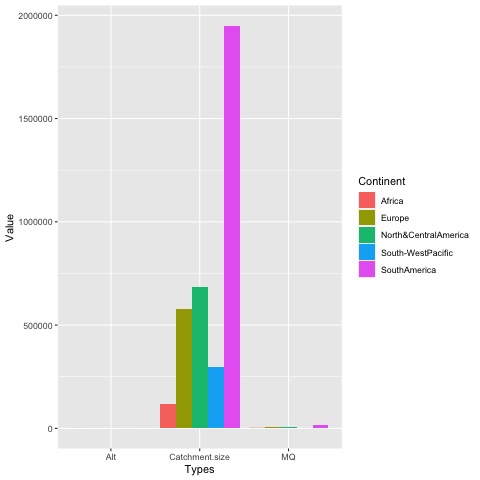 2000000
1500000
1000000
500000
0
Value
Alt
Catchment.size
MQ
Types
Continent
Africa
Europe
North&CentralAmerica
South-WestPacific
SouthAmerica